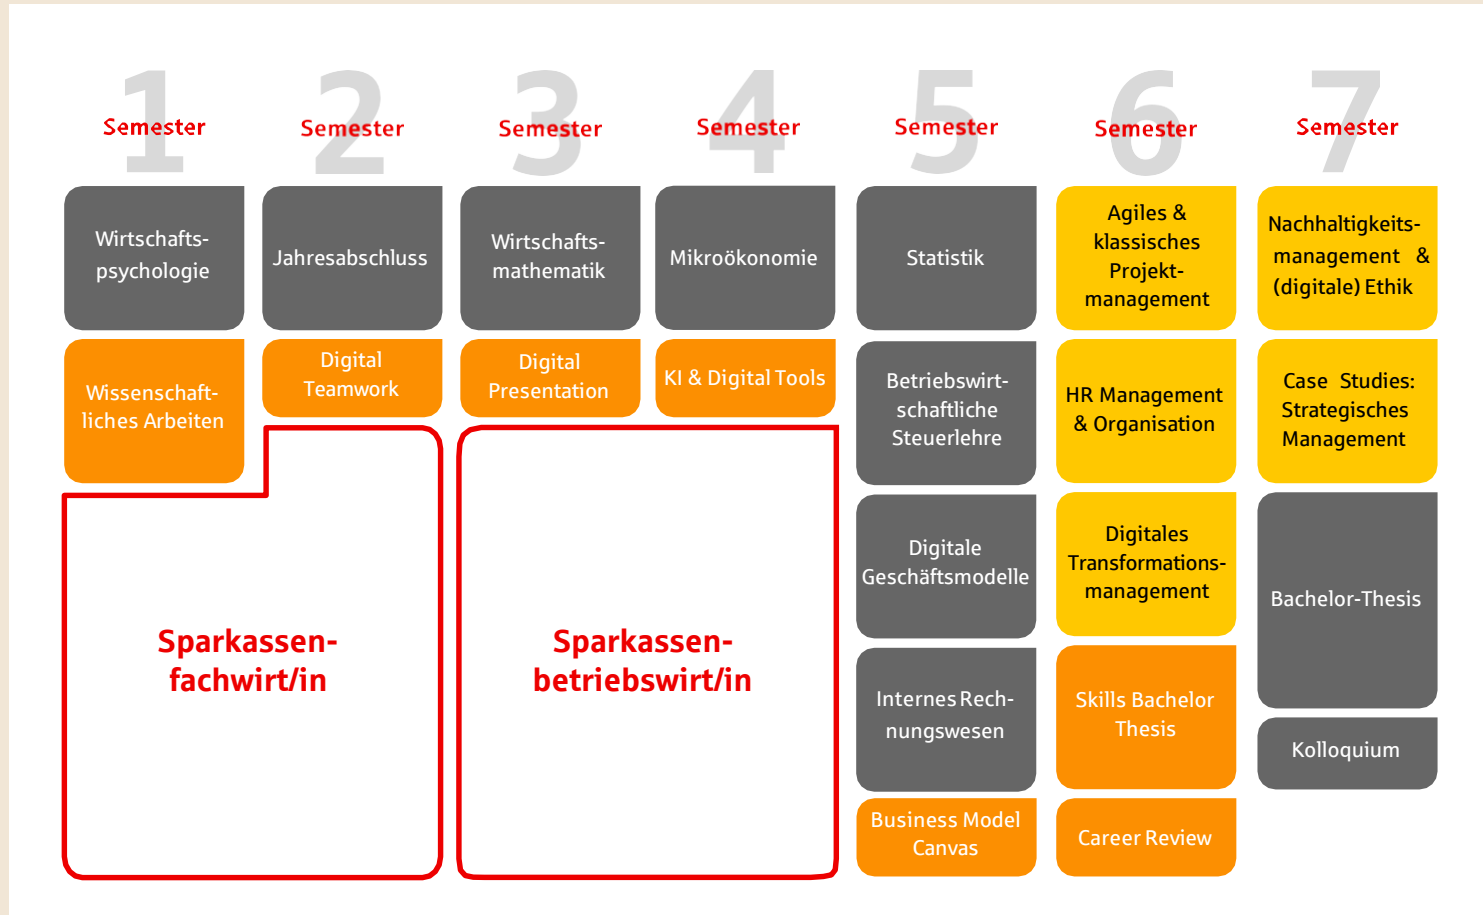 1 2 3 4 5 6 7
Semester Semester Semester Semester Semester Semester Semester
Wirtschafts-
psychologie
Wissenschaft-
liches Arbeiten
Jahresabschluss
Digital
Teamwork
Sparkassen-
fachwirt/in
Wirtschafts-
mathematik
Digital
Presentation
Mikroökonomie
KI & Digital Tools
Sparkassen-
betriebswirt/in
Statistik
Betriebswirt-
schaftliche
Steuerlehre
Digitale
Geschäftsmodelle
Internes Rech-
nungswesen
Business Model
Canvas
Agiles &
klassisches
Projekt-
management
HR Management
& Organisation
Digitales
Transformations-
management
Skills Bachelor
Thesis
Career Review
Nachhaltigkeits-
management &
(digitale) Ethik
Case Studies:
Strategisches
Management
Bachelor-Thesis
Kolloquium